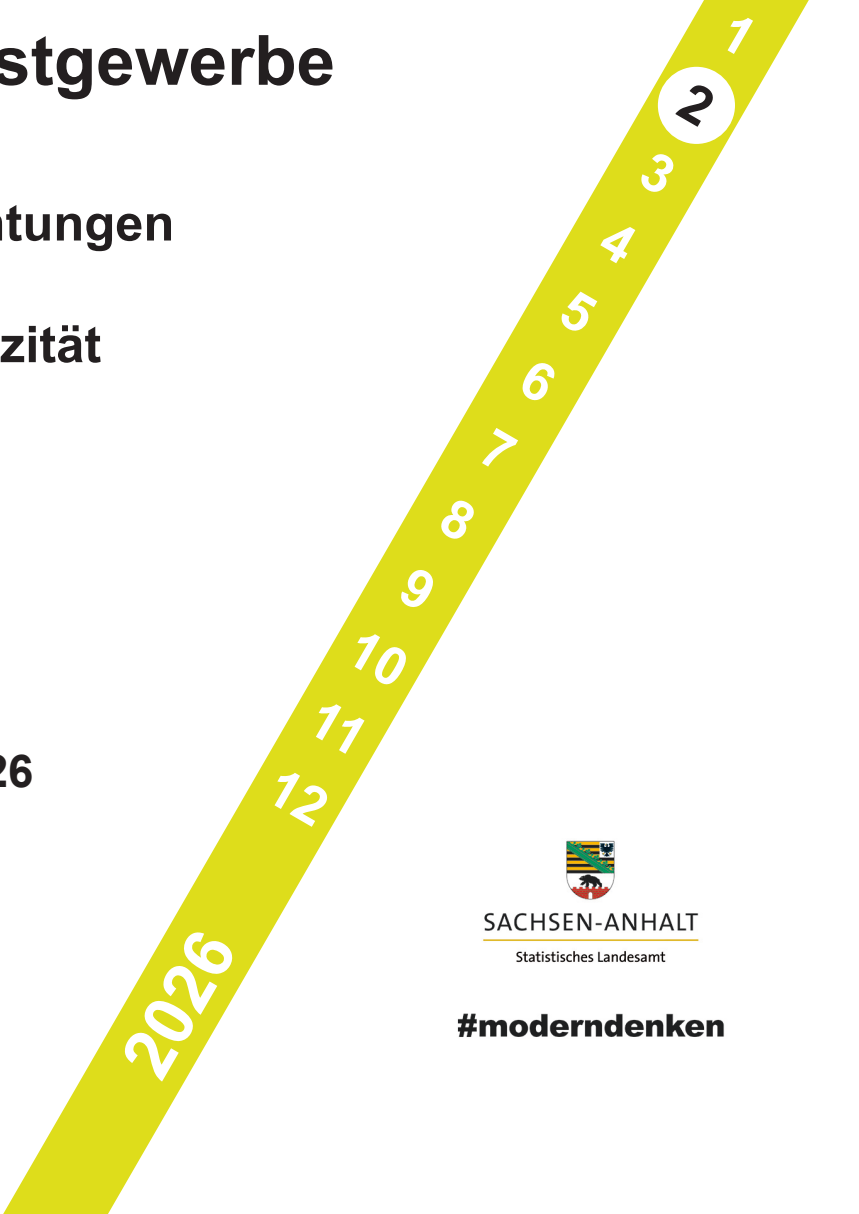 stgewerbe
tungen
zität
26
1
2
3
4
5
6
7
8
9
10
11
12
2026
SACHSEN-ANHALT
Statistisches Landesamt
#moderndenken